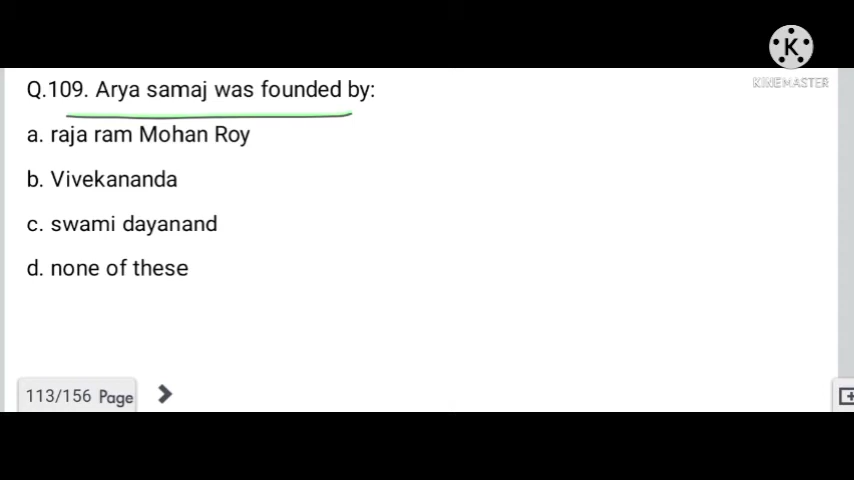 K
KINEMASTER
Q.109. Arya samaj was founded by:
a. raja ram Mohan Roy
b. Vivekananda
c. swami dayanand
d. none of these
113/156 Page